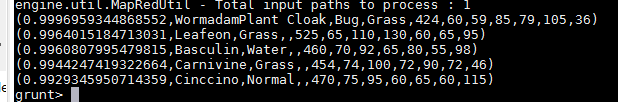 engine.util.MapRedUtil - Total input paths to process : 1
(0.9996959344868552,WormadamPlant Cloak,Bug,Grass,424,60,59,85,79,105,36)
(0.9964015184713031,Leafeon,Grass,,525,65,110,130,60,65,95)
(0.9960807995479815,Basculin,Water,,460,70,92,65,80,55,98)
(0.9944247419322664,Carnivine,Grass,,454,74,100,72,90,72,46)
(0.9929345950714359,Cinccino,Normal,,470,75,95,60,65,60,115)
grunt>